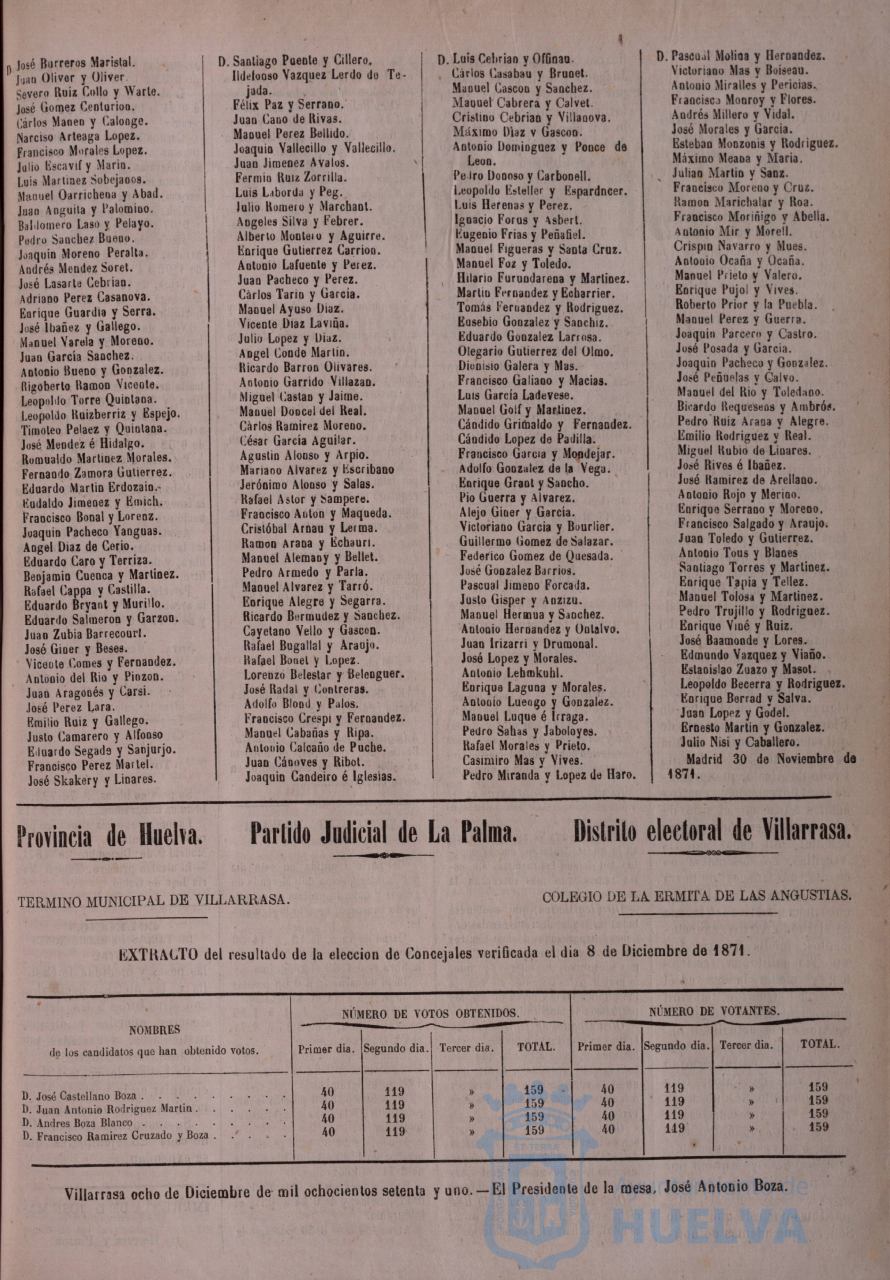 D. José Barreros Maristal.
Juan Oliver y Oliver.
Severo Ruiz Collo y Warte.
José Gomez Centurion.
Cárlos Manen y Calonge.
Narciso Arteaga Lopez.
Francisco Morales Lopez.
Julio Escavif y Marin.
Luis Martinez Sobejanos.
Manuel Oarrichena y Abad.
Juan Anguita y Palomino.
Baldomero Laso y Pelayo.
Pedro Sanchez Bueno.
Joaquin Moreno Peralta.
Andrés Mendez Soret.
José Lasarte Cebrian.
Adriano Perez Casanova.
Enrique Guardia y Serra.
José Ibañez y Gallego.
Manuel Varela y Moreno.
Juan García Sanchez.
Antonio Bueno y Gonzalez.
Rigoberto Ramon Vicente.
Leopoldo Torre Quintana.
Leopoldo Ruizberriz y Espejo.
Timoteo Pelaez y Quintana.
José Mendez é Hidalgo.
Romualdo Martinez Morales.
Fernando Zamora Gutierrez.
Eduardo Martin Erdozain.
Eudaldo Jimenez y Emich.
Francisco Bonal y Lorenz.
Joaquin Pacheco Yanguas.
Angel Diaz de Cerio.
Eduardo Caro y Terriza.
Benjamin Cuenca y Martinez.
Rafael Cappa y Castilla.
Eduardo Bryant y Murillo.
Eduardo Salmeron y Garzon.
Juan Zubia Barrecourt.
José Giner y Beses.
Vicente Comes y Fernandez.
Antonio del Rio y Pinzon.
Juan Aragonés y Carsi.
José Perez Lara.
Emilio Ruiz y Gallego.
Justo Camarero y Alfonso
Eduardo Segade y Sanjurjo.
Francisco Perez Martel.
José Skakery y Linares.
D. Santiago Puente y Cillero.
Ildefonso Vazquez Lerdo de Te-
jada.
Félix Paz y Serrano.
Juan Cano de Rivas.
Manuel Perez Bellido.
Joaquin Vallecillo y Vallecillo.
Juan Jimenez Avalos.
Fermin Ruiz Zorrilla.
Luis Laborda y Peg.
Julio Romero y Marchant.
Angeles Silva y Febrer.
Alberto Montero y Aguirre.
Enrique Gutierrez Carrion.
Antonio Lafuente y Perez.
Juan Pacheco y Perez.
Cárlos Tarin y Garcia.
Manuel Ayuso Diaz.
Vicente Diaz Laviña.
Julio Lopez y Diaz.
Angel Conde Martin.
Ricardo Barron Olivares.
Antonio Garrido Villazan.
Miguel Castan y Jaime.
Manuel Doncel del Real.
Cárlos Ramirez Moreno.
César Garcia Aguilar.
Agustin Alonso y Arpio.
Mariano Alvarez y Escribano
Jerónimo Alonso y Salas.
Rafael Astor y Sampere.
Francisco Anton y Maqueda.
Cristóbal Arnau y Lerma.
Ramon Arana y Echauri.
Manuel Alemany y Bellet.
Pedro Armedo y Parla.
Manuel Alvarez y Tarró.
Enrique Alegre y Segarra.
Ricardo Bermudez y Sanchez.
Cayetano Vello y Gascon.
Rafael Bugallal y Araujo.
Rafael Bonel y Lopez.
Lorenzo Belestar y Belenguer.
José Radal y Contreras.
Adolfo Blond y Palos.
Francisco Crespi y Fernandez.
Manuel Cabañas y Ripa.
Antonio Calcaño de Puche.
Juan Cánoves y Ribot.
Joaquin Candeiro é Iglesias.
D. Luis Cebrian y Offinau.
Cárlos Casabau y Brunet.
Manuel Cascon y Sanchez.
Manuel Cabrera y Calvet.
Cristino Cebrian y Villanova.
Máximo Diaz y Gascon.
Antonio Dominguez y Ponce de
Leon.
Pedro Donoso y Carbonell.
Leopoldo Esteller y Espardncer.
Luis Herenas y Perez.
Ignacio Forus y Asbert.
Eugenio Frias y Peñafiel.
Manuel Figueras y Santa Cruz.
Manuel Foz y Toledo.
Hilario Furundarena y Martinez.
Martin Fernandez y Echarrier.
Tomás Fernandez y Rodriguez.
Eusebio Gonzalez y Sanchiz.
Eduardo Gonzalez Larrosa.
Olegario Gutierrez del Olmo.
Dionisio Galera y Mas.
Francisco Galiano y Macias.
Luis García Ladevese.
Manuel Golf y Martinez.
Cándido Grimaldo y Fernandez.
Cándido Lopez de Padilla.
Francisco Garcia y Mondejar.
Adolfo Gonzalez de la Vega.
Enrique Grant y Sancho.
Pio Guerra y Alvarez.
Alejo Giner y Garcia.
Victoriano Garcia y Bourlier.
Guillermo Gomez de Salazar.
Federico Gomez de Quesada.
José Gonzalez Barrios.
Pascual Jimeno Forcada.
Justo Gisper y Anzizu.
Manuel Hermua y Sanchez.
Antonio Hernandez y Ontalvo.
Juan Irizarri y Drumonal.
José Lopez y Morales.
Antonio Lehmkuhl.
Enrique Laguna y Morales.
Antonio Luengo y Gonzalez.
Manuel Luque é Irraga.
Pedro Sahas y Jaboloyes.
Rafael Morales y Prieto.
Casimiro Mas y Vives.
Pedro Miranda y Lopez de Haro.
D. Pascual Molina y Hernandez.
Victoriano Mas y Boiseau.
Antonio Miralles y Pericias.
Francisco Monroy y Flores.
Andrés Millero y Vidal.
José Morales y Garcia.
Esteban Monzonis y Rodriguez.
Máximo Meana y Maria.
Julian Martin y Sanz.
Francisco Moreno y Cruz.
Ramon Marichalar y Roa.
Francisco Moriñigo y Abella.
Antonio Mir y Morell.
Crispin Navarro y Mues.
Antonio Ocaña y Ocaña.
Manuel Prieto y Valero.
Enrique Pujol y Vives.
Roberto Prior y la Puebla.
Manuel Perez y Guerra.
Joaquin Parcero y Castro.
José Posada y Garcia.
Joaquin Pacheco y Gonzalez.
José Peñuelas y Calvo.
Manuel del Rio y Toledano.
Ricardo Requesens y Ambrós.
Pedro Ruiz Arana y Alegre.
Emilio Rodriguez y Real.
Miguel Rubio de Linares.
José Rives é Ibañez.
José Ramirez de Arellano.
Antonio Rojo y Merino.
Enrique Serrano y Moreno.
Francisco Salgado y Araujo.
Juan Toledo y Gutierrez.
Antonio Tous y Blanes
Santiago Torres y Martinez.
Enrique Tapia y Tellez.
Manuel Tolosa y Martinez.
Pedro Trujillo y Rodriguez.
Enrique Viné y Ruiz.
José Baamonde y Lores.
Edmundo Vazquez y Viaño.
Estanislao Zuazo y Masot.
Leopoldo Becerra y Rodriguez.
Enrique Berrad y Salva.
Juan Lopez y Godel.
Ernesto Martin y Gonzalez.
Julio Nisi y Caballero.
Madrid 30 de Noviembre de
1871.
Provincia de Huelva. Partido Judicial de La Palma. Distrito electoral de Villarrasa.
TERMINO MUNICIPAL DE VILLARRASA. COLEGIO DE LA ERMITA DE LAS ANGUSTIAS.
EXTRACTO del resultado de la eleccion de Concejales verificada el dia 8 de Diciembre de 1871.
NOMBRES
de los candidatos que han obtenido votos.
NÚMERO DE VOTOS OBTENIDOS. NÚMERO DE VOTANTES.
Primer dia. Segundo dia. Tercer dia. TOTAL. Primer dia. Segundo dia. Tercer dia. TOTAL.
D. José Castellano Boza . . . . . . . . 40 119 » 159 40 119 » 159
D. Juan Antonio Rodriguez Martin . . . . . 40 119 » 159 40 119 » 159
D. Andres Boza Blanco . . . . . . . . 40 119 » 159 40 119 » 159
D. Francisco Ramirez Cruzado y Boza . . . . 40 119 » 159 40 119 » 159
Villarrasa ocho de Diciembre de mil ochocientos setenta y uno.—El Presidente de la mesa, José Antonio Boza.
HUELVA